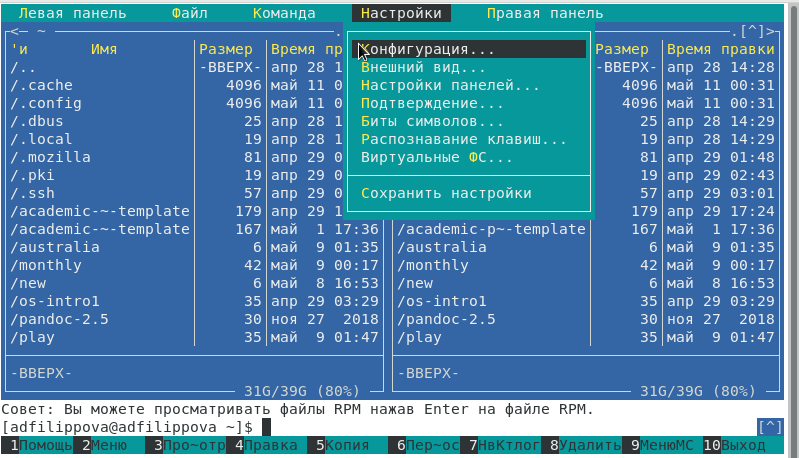 Левая панель Файл Команда Настройки Правая панель
<─ ~ .[^]>
'и Имя Размер Время пр Размер Время правки
/.. -ВВЕРХ- апр 28 1 -ВВЕРХ- апр 28 14:28
/.cache 4096 май 11 0 4096 май 11 00:31
/.config 4096 май 11 0 4096 май 11 00:31
/.dbus 25 апр 28 1 25 апр 28 14:29
/.local 19 апр 28 1 19 апр 28 14:29
/.mozilla 81 апр 29 0 81 апр 29 01:48
/.pki 19 апр 29 0 19 апр 29 02:43
/.ssh 57 апр 29 0 57 апр 29 03:01
/academic-~-template 179 апр 29 1 179 апр 29 17:24
/academic-~-template 167 май 1 17:36 /academic-p~-template 167 май 1 17:36
/australia 6 май 9 01:35 /australia 6 май 9 01:35
/monthly 42 май 9 00:17 /monthly 42 май 9 00:17
/new 6 май 8 16:53 /new 6 май 8 16:53
/os-intro1 35 апр 29 03:29 /os-intro1 35 апр 29 03:29
/pandoc-2.5 30 ноя 27 2018 /pandoc-2.5 30 ноя 27 2018
/play 35 май 9 01:47 /play 35 май 9 01:47
Конфигурация...
Внешний вид...
Настройки панелей...
Подтверждение...
Биты символов...
Распознавание клавиш...
Виртуальные ФС...
Сохранить настройки
-ВВЕРХ- -ВВЕРХ-
31G/39G (80%) 31G/39G (80%)
Совет: Вы можете просматривать файлы RPM нажав Enter на файле RPM.
[adfilippova@adfilippova ~]$ [^]
1Помощь 2Меню 3Про~отр 4Правка 5Копия 6Пер~ос 7НвКтлог 8Удалить 9МенюМС 10Выход